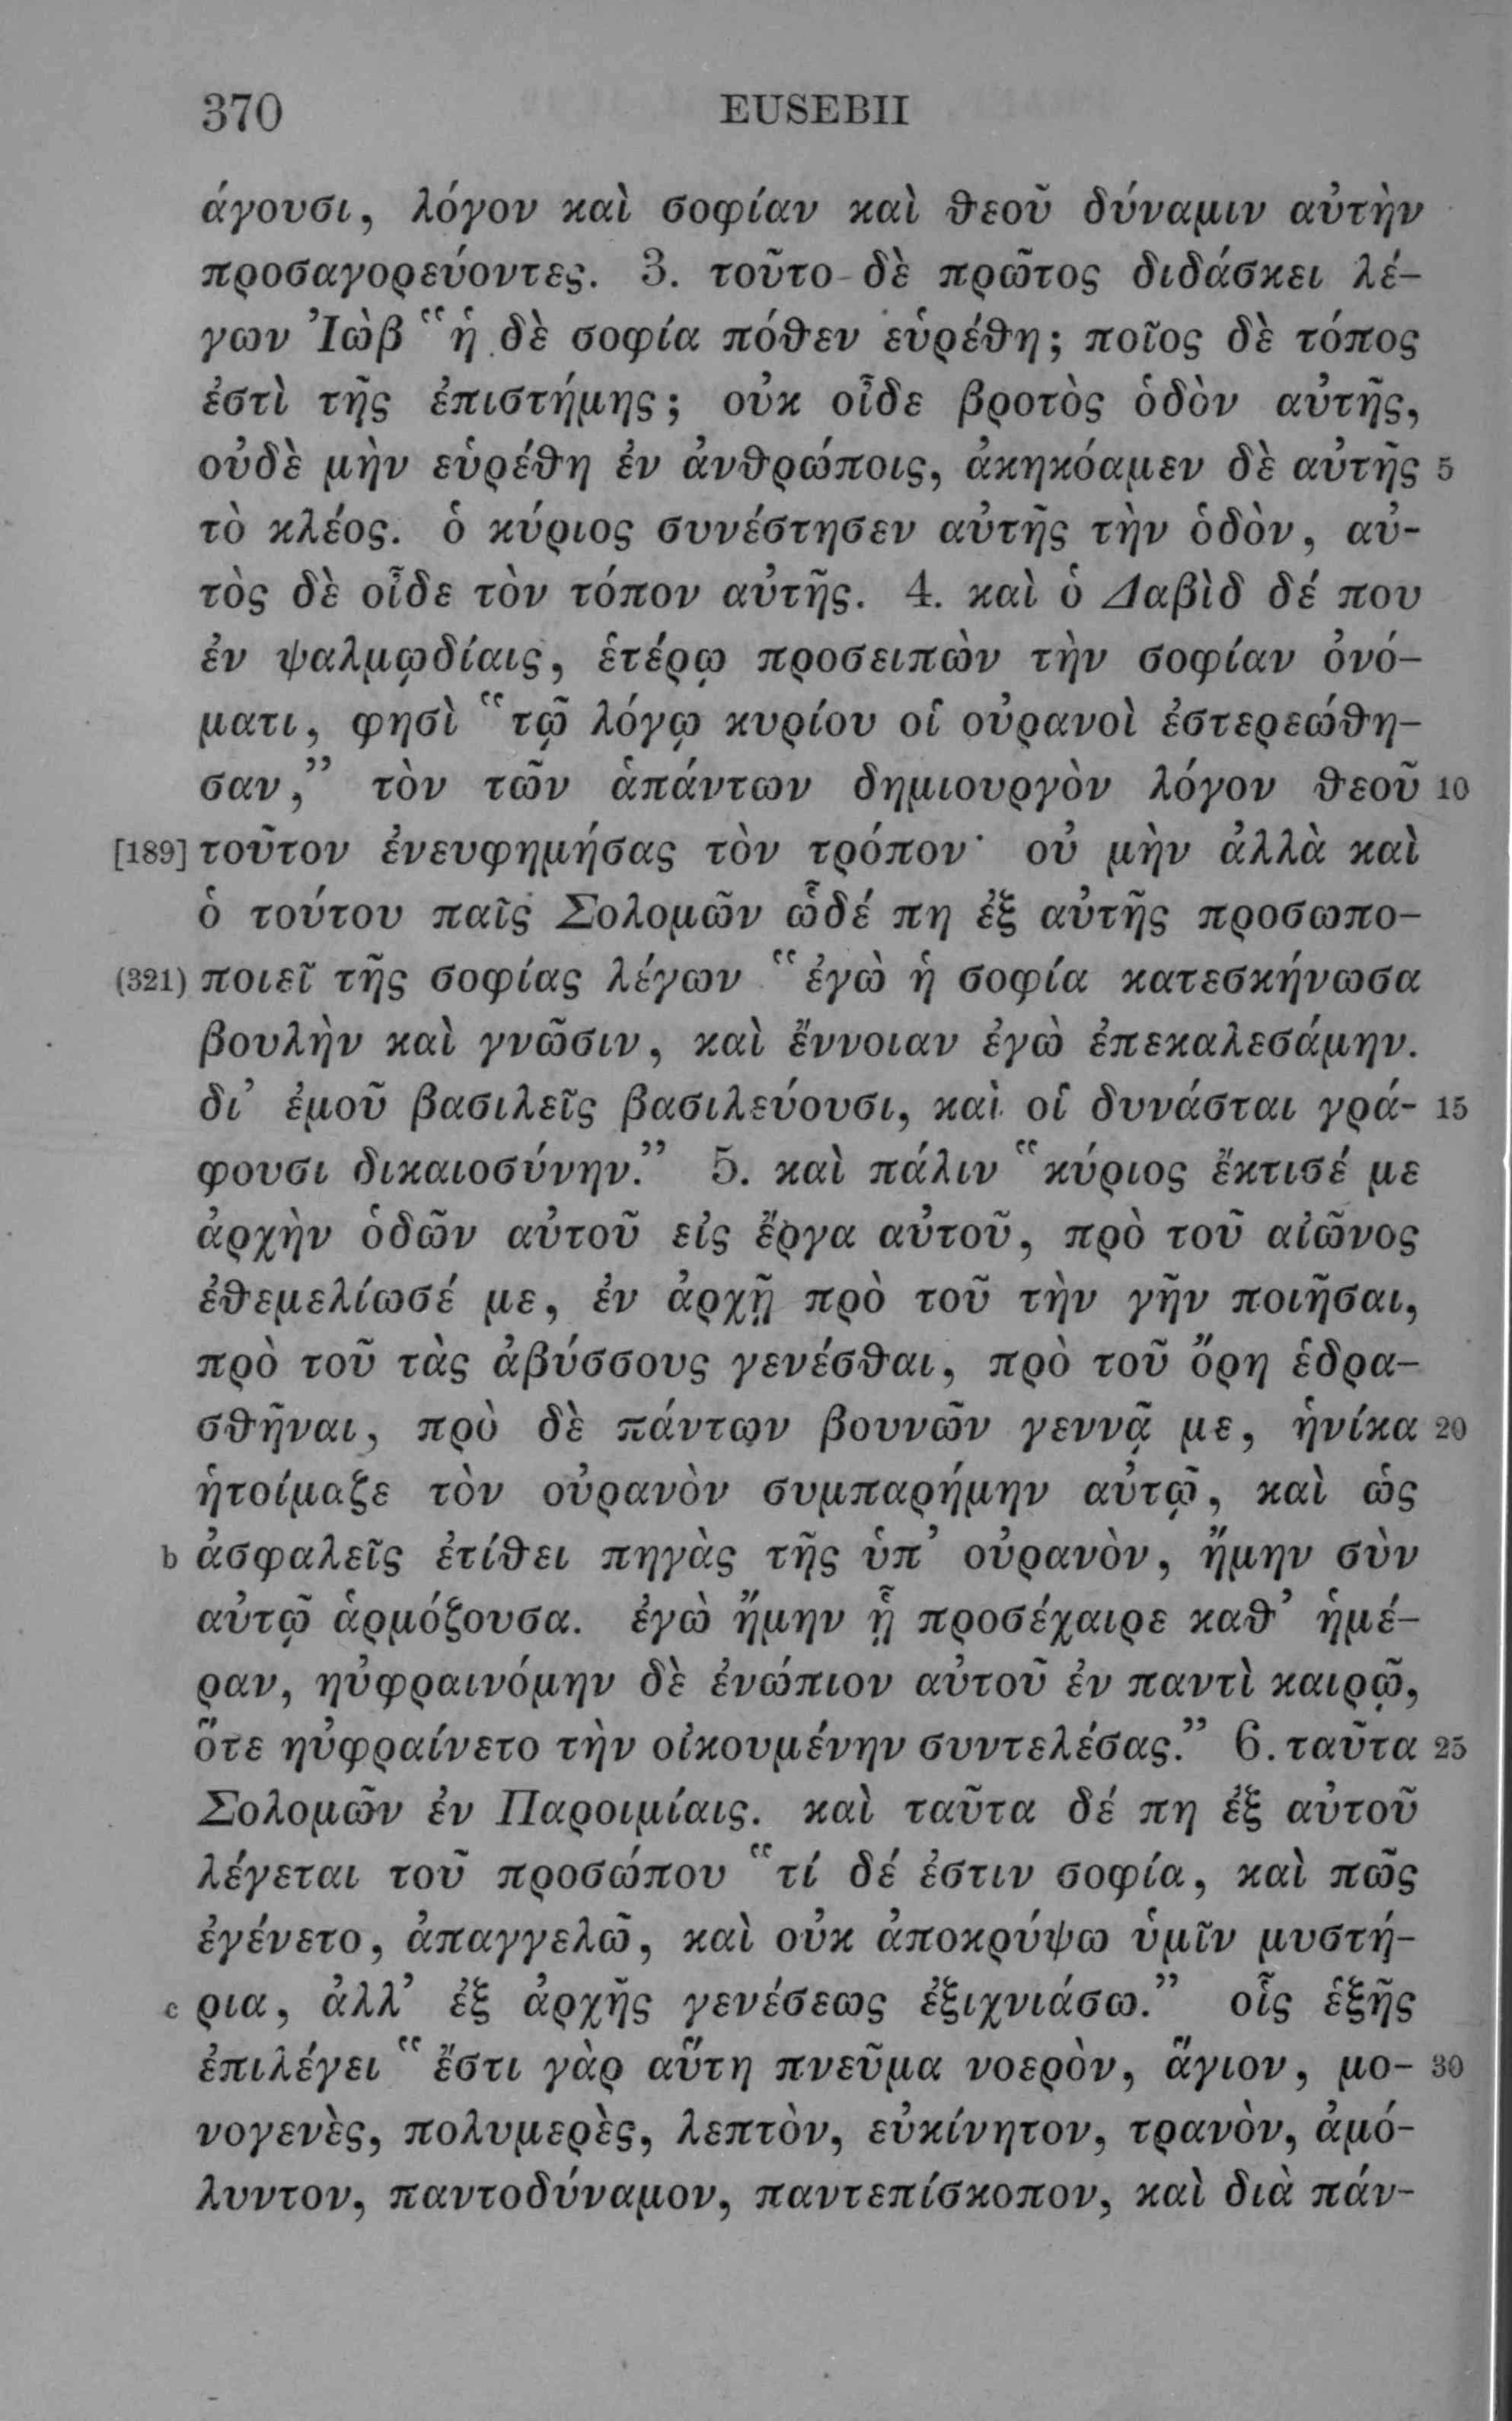 370 EUSEBII
άγουσι, λόγον καὶ σοφίαν καὶ θεοῦ δύναμιν αὐτὴν
προσαγορεύοντες. 3. τοῦτο δὲ πρῶτος διδάσκει λέ-
γων Ἰὼβ “ἡ δὲ σοφία πόθεν εὑρέθη; ποῖος δὲ τόπος
ἐστὶ τῆς ἐπιστήμης; οὐκ οἶδε βροτὸς ὁδὸν αὐτῆς,
οὐδὲ μὴν εὑρέθη ἐν ἀνθρώποις, ἀκηκόαμεν δὲ αὐτῆς 5
τὸ κλέος. ὁ κύριος συνέστησεν αὐτῆς τὴν ὁδὸν, αὐ-
τὸς δὲ οἶδε τὸν τόπον αὐτῆς. 4. καὶ ὁ Δαβὶδ δέ που
ἐν ψαλμῳδίαις, ἑτέρῳ προσειπὼν τὴν σοφίαν ὀνό-
ματι, φησὶ “τῷ λόγῳ κυρίου οἱ οὐρανοὶ ἐστερεώθη-
σαν,” τὸν τῶν ἁπάντων δημιουργὸν λόγον θεοῦ 10
[189] τοῦτον ἐνευφημήσας τὸν τρόπον· οὐ μὴν ἀλλὰ καὶ
ὁ τούτου παῖς Σολομῶν ὧδέ πη ἐξ αὐτῆς προσωπο-
(321) ποιεῖ τῆς σοφίας λέγων “ἐγὼ ἡ σοφία κατεσκήνωσα
βουλὴν καὶ γνῶσιν, καὶ ἔννοιαν ἐγὼ ἐπεκαλεσάμην.
δι’ ἐμοῦ βασιλεῖς βασιλεύουσι, καὶ οἱ δυνάσται γρά- 15
φουσι δικαιοσύνην.” 5. καὶ πάλιν “κύριος ἔκτισέ με
ἀρχὴν ὁδῶν αὐτοῦ εἰς ἔργα αὐτοῦ, πρὸ τοῦ αἰῶνος
ἐθεμελίωσέ με, ἐν ἀρχῇ πρὸ τοῦ τὴν γῆν ποιῆσαι,
πρὸ τοῦ τὰς ἀβύσσους γενέσθαι, πρὸ τοῦ ὄρη ἑδρα-
σθῆναι, πρὸ δὲ πάντων βουνῶν γεννᾷ με, ἡνίκα 20
ἡτοίμαζε τὸν οὐρανὸν συμπαρήμην αὐτῷ, καὶ ὡς
b ἀσφαλεῖς ἐτίθει πηγὰς τῆς ὑπ’ οὐρανὸν, ἤμην σὺν
αὐτῷ ἁρμόζουσα. ἐγὼ ἤμην ᾗ προσέχαιρε καθ’ ἡμέ-
ραν, ηὐφραινόμην δὲ ἐνώπιον αὐτοῦ ἐν παντὶ καιρῷ,
ὅτε ηὐφραίνετο τὴν οἰκουμένην συντελέσας.” 6. ταῦτα 25
Σολομῶν ἐν Παροιμίαις. καὶ ταῦτα δέ πη ἐξ αὐτοῦ
λέγεται τοῦ προσώπου “τί δέ ἐστιν σοφία, καὶ πῶς
ἐγένετο, ἀπαγγελῶ, καὶ οὐκ ἀποκρύψω ὑμῖν μυστή-
c ρια, ἀλλ’ ἐξ ἀρχῆς γενέσεως ἐξιχνιάσω.” οἷς ἑξῆς
ἐπιλέγει “ἔστι γὰρ αὕτη πνεῦμα νοερὸν, ἅγιον, μο- 30
νογενὲς, πολυμερὲς, λεπτὸν, εὐκίνητον, τρανὸν, ἀμό-
λυντον, παντοδύναμον, παντεπίσκοπον, καὶ διὰ πάν-